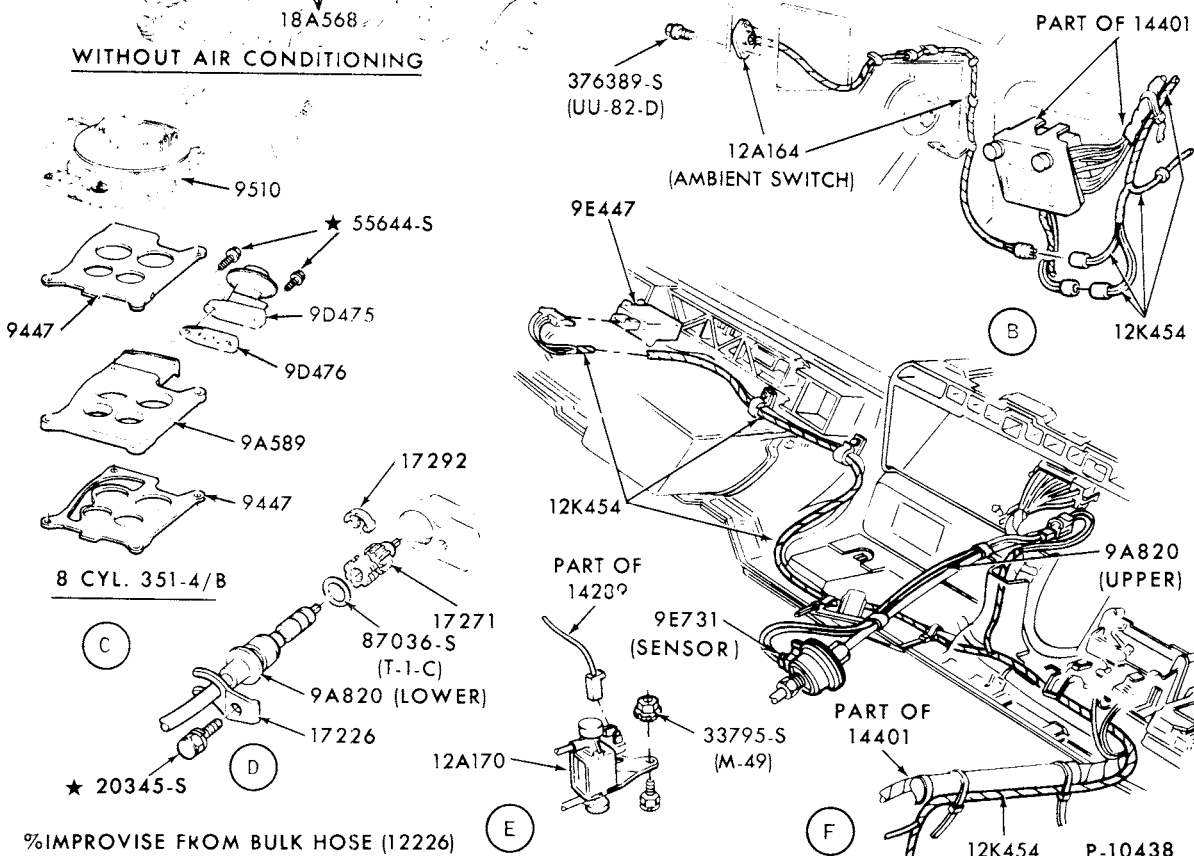 18A568
WITHOUT AIR CONDITIONING
9510
★ 55644-S
9447
9D475
9D476
9A589
9447
8 CYL. 351-4/B
C
17292
17271
87036-S
(T-1-C)
9A820 (LOWER)
17226
★ 20345-S
D
%IMPROVISE FROM BULK HOSE (12226)
376389-S
(UU-82-D)
12A164
(AMBIENT SWITCH)
PART OF 14401
12K454
B
9E447
12K454
PART OF
9E731
(SENSOR)
9A820
(UPPER)
12A170
33795-S
(M-49)
E
PART OF
14401
F
12K454
P-10438